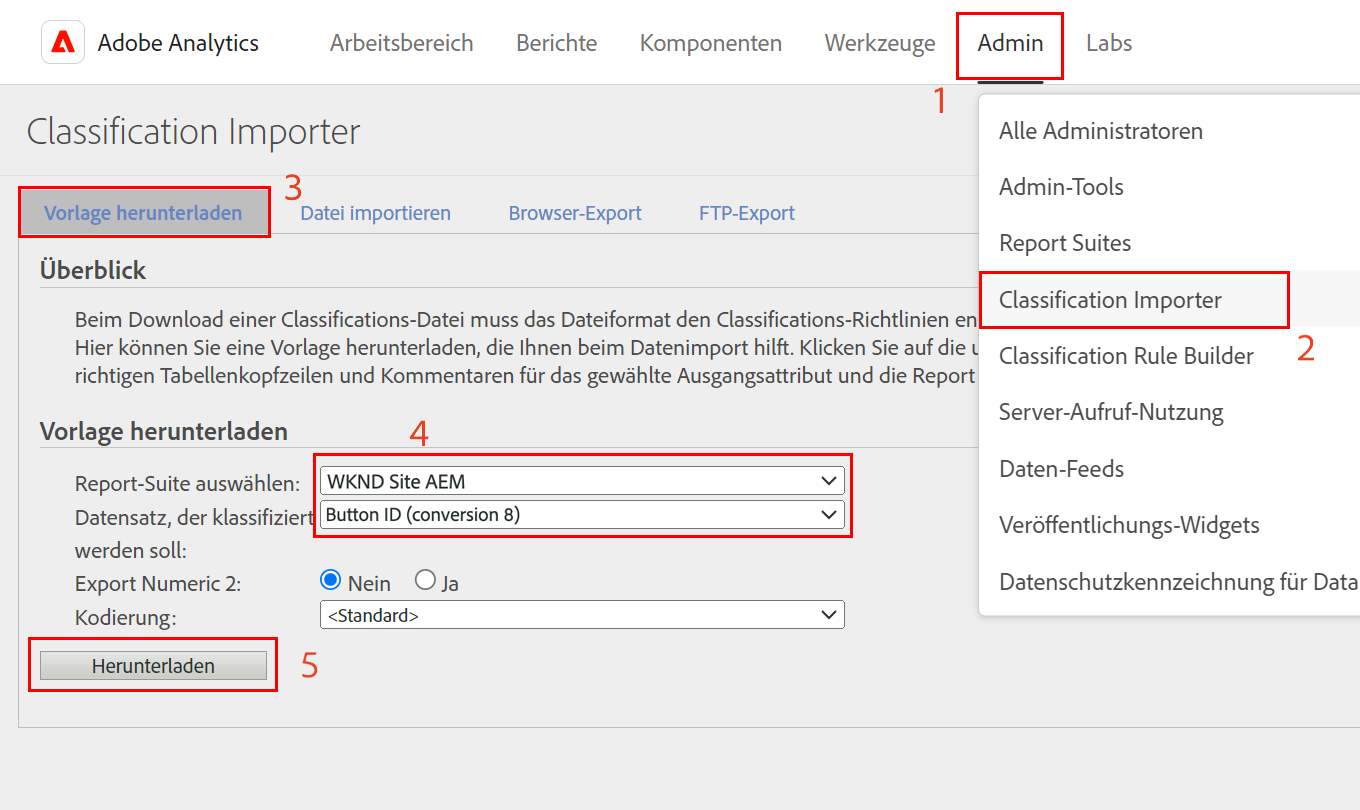 Adobe Analytics Arbeitsbereich Berichte Komponenten Werkzeuge Admin Labs
1
Classification Importer
Alle Administratoren
Admin-Tools
Report Suites
Classification Importer
2
Classification Rule Builder
Server-Aufruf-Nutzung
Daten-Feeds
Veröffentlichungs-Widgets
Datenschutzkennzeichnung für Data
3
Vorlage herunterladen Datei importieren Browser-Export FTP-Export
Überblick
Beim Download einer Classifications-Datei muss das Dateiformat den Classifications-Richtlinien en
Hier können Sie eine Vorlage herunterladen, die Ihnen beim Datenimport hilft. Klicken Sie auf die u
richtigen Tabellenkopfzeilen und Kommentaren für das gewählte Ausgangsattribut und die Report
Vorlage herunterladen
4
Report-Suite auswählen: WKND Site AEM
Datensatz, der klassifiziert Button ID (conversion 8)
werden soll:
Export Numeric 2: Nein Ja
Kodierung: <Standard>
Herunterladen 5